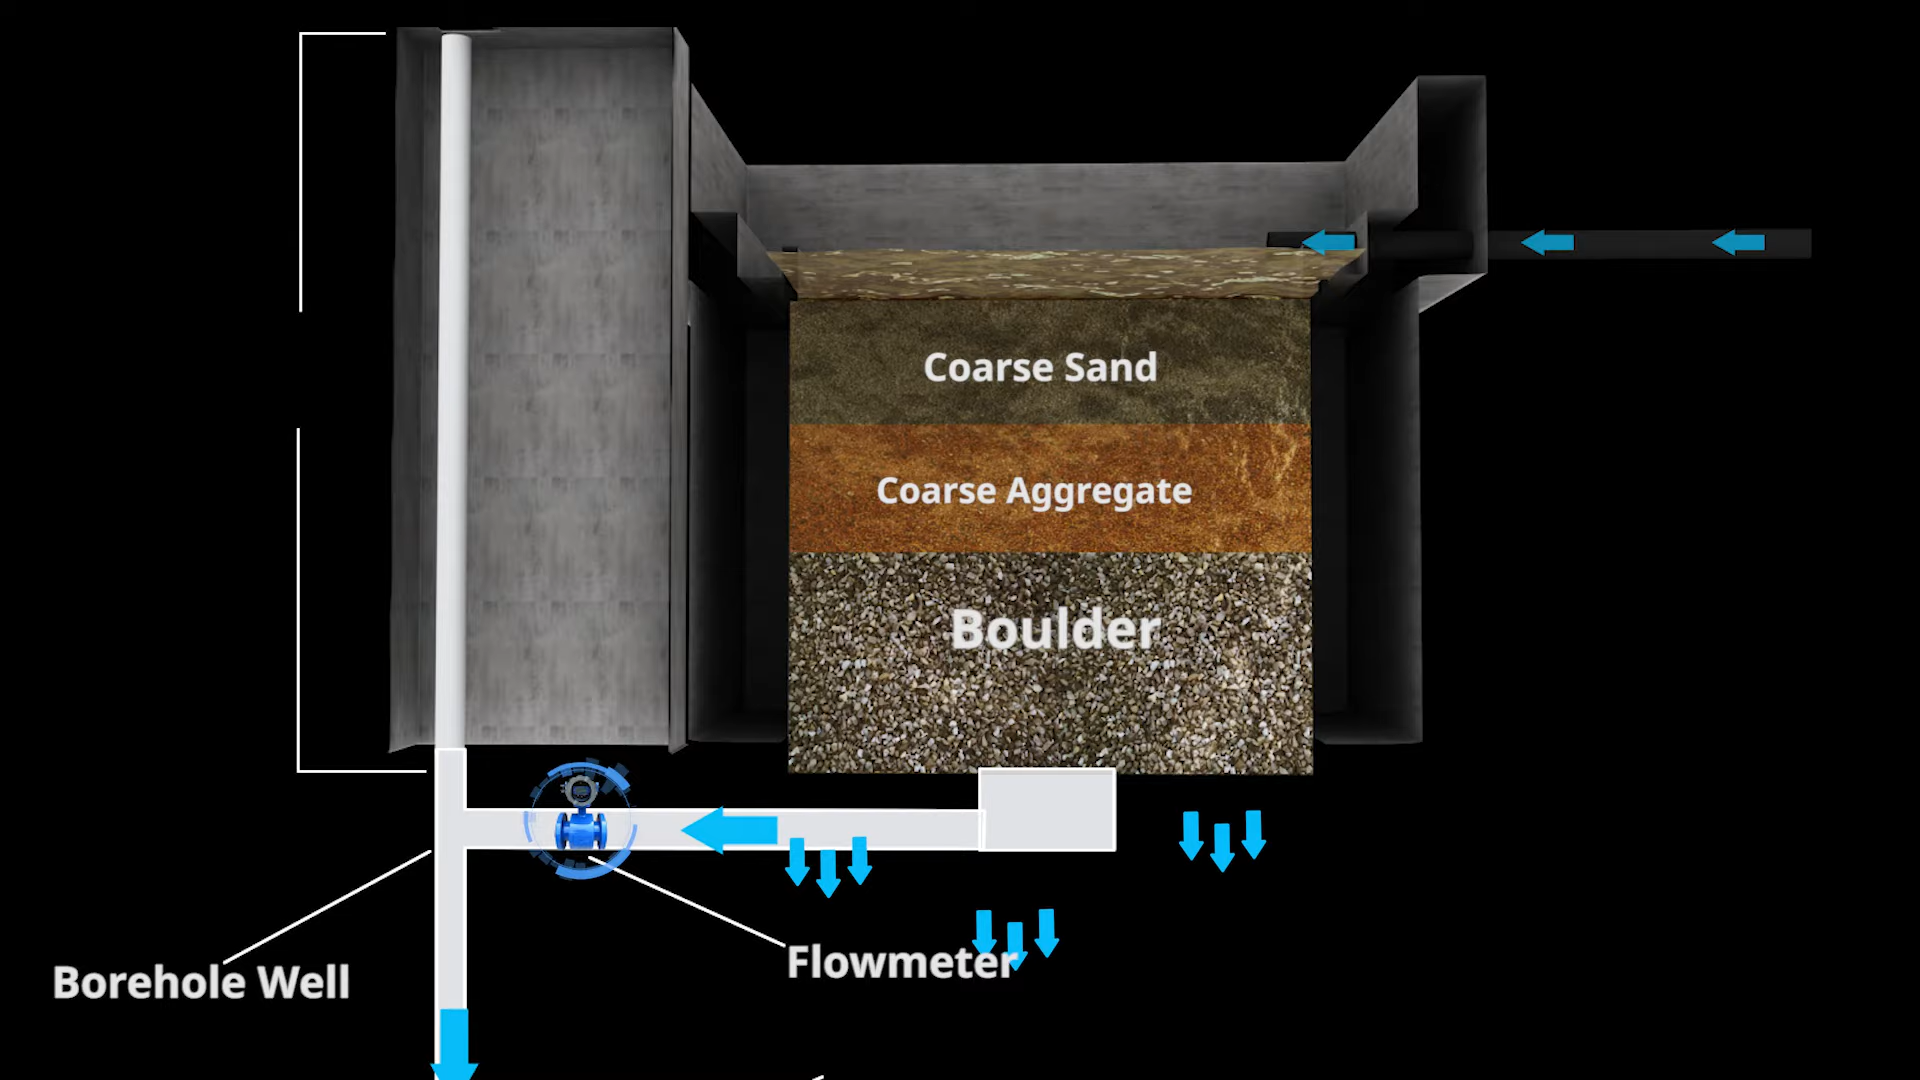 Coarse Sand
Coarse Aggregate
Boulder
Flowmeter
Borehole Well